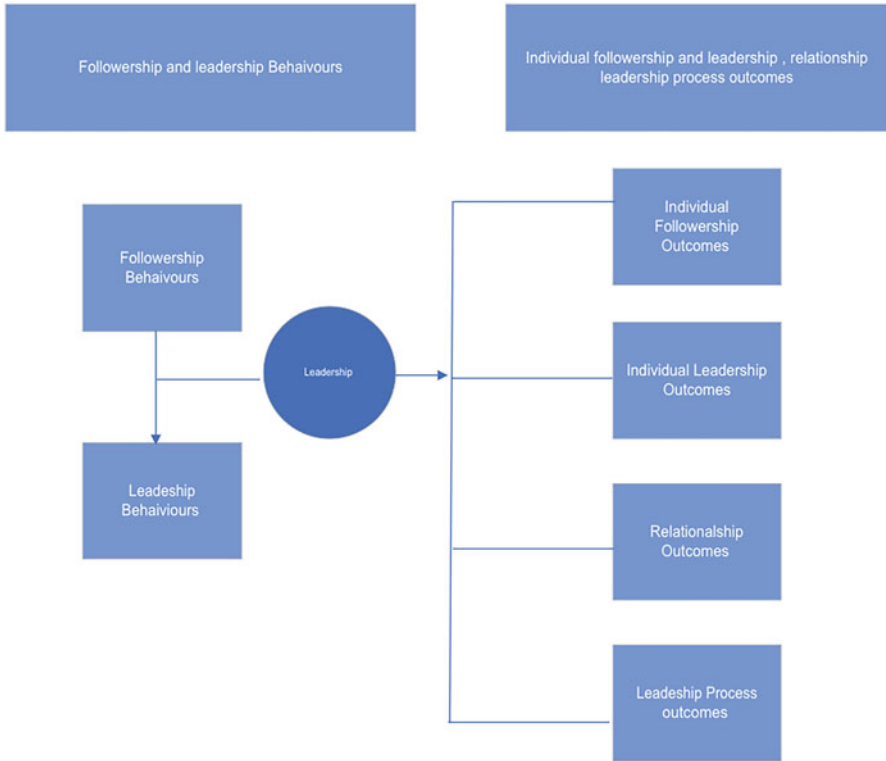 Followership and leadership Behaivours
Individual followership and leadership , relationship
leadership process outcomes
Followership
Behaivours
Leadership
Leadeship
Behaiviours
Individual
Followership
Outcomes
Individual Leadership
Outcomes
Relationalship
Outcomes
Leadeship Process
outcomes